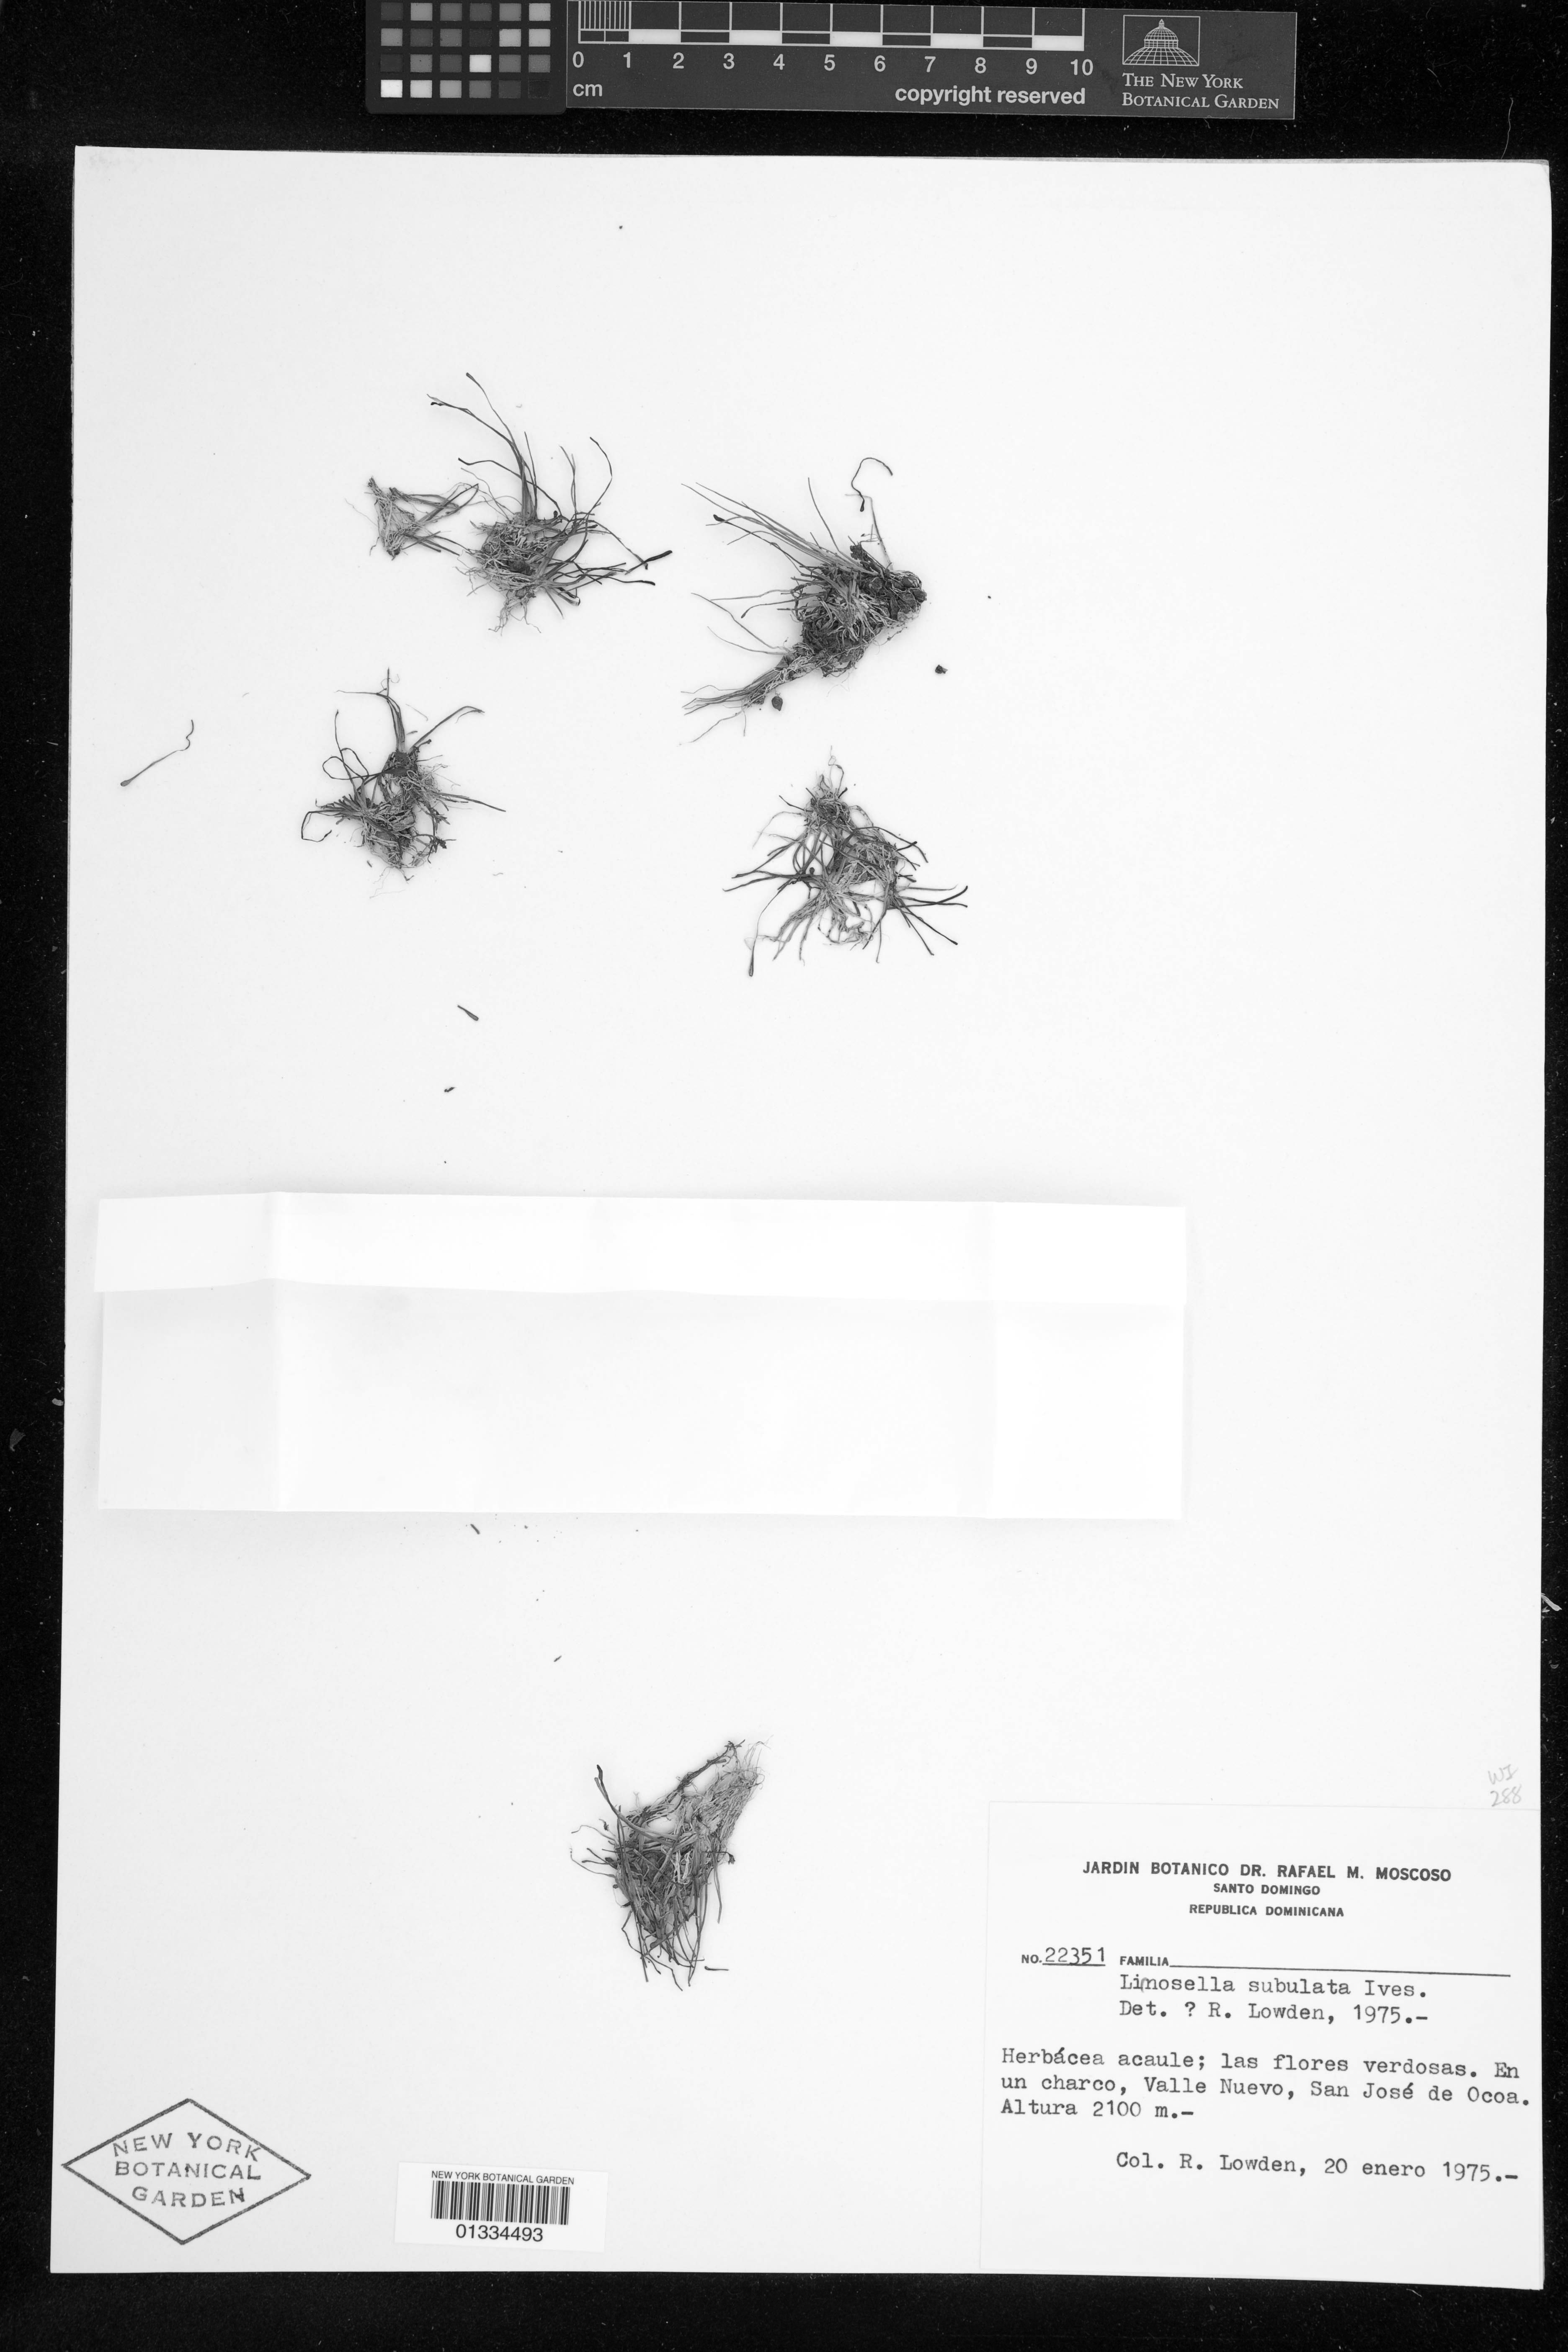 0 1 2 3 4 5 6 7 8 9 10
cm
copyright reserved
THE NEW YORK
BOTANICAL GARDEN
WI
288
JARDIN BOTANICO DR. RAFAEL M. MOSCOSO
SANTO DOMINGO
REPUBLICA DOMINICANA
NO. 22351 FAMILIA
Limosella subulata Ives.
Det. ? R. Lowden, 1975.-
Herbácea acaule; las flores verdosas. En
un charco, Valle Nuevo, San José de Ocoa.
Altura 2100 m.-
Col. R. Lowden, 20 enero 1975.-
NEW YORK
BOTANICAL
GARDEN
NEW YORK BOTANICAL GARDEN
01334493